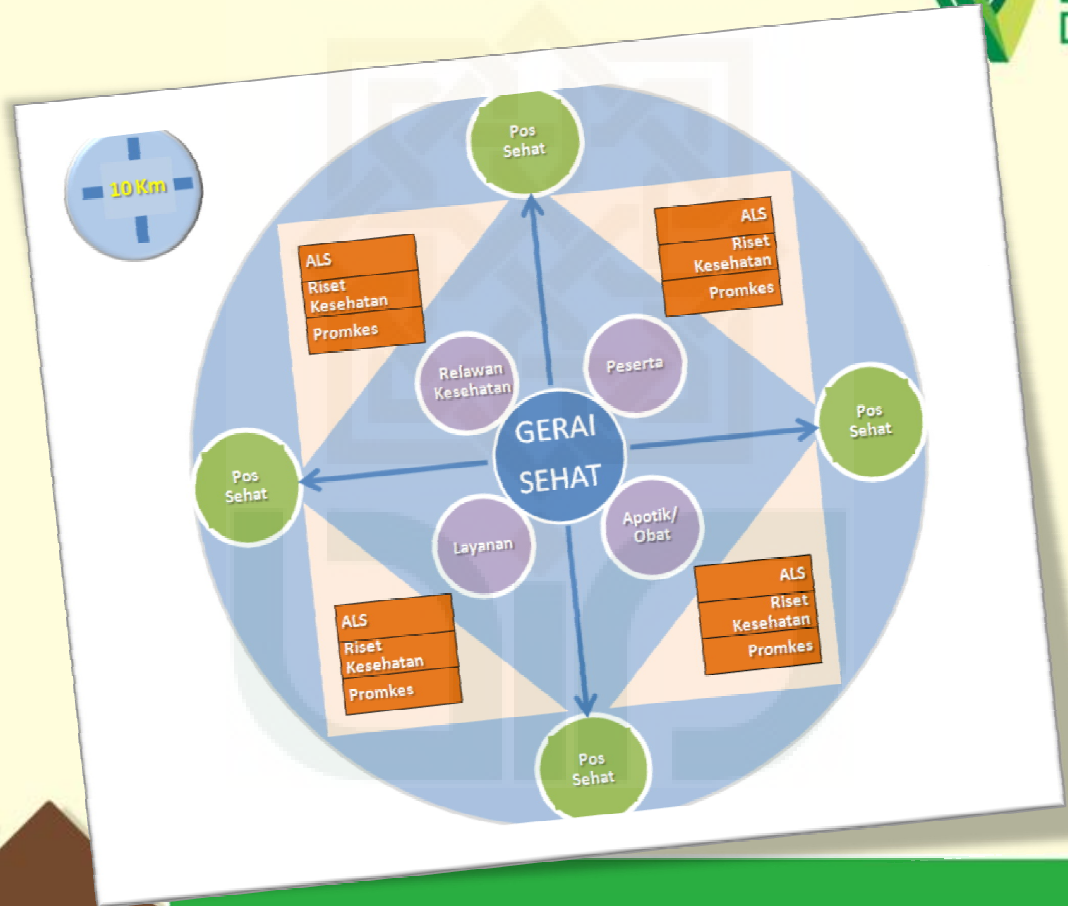 Pos
Sehat
10 Km
ALS
Riset
Kesehatan
Promkes
ALS
Riset
Kesehatan
Promkes
Relawan
Kesehatan
Peserta
GERAI
SEHAT
Pos
Sehat
Pos
Sehat
Layanan
Apotik/
Obat
ALS
Riset
Kesehatan
Promkes
ALS
Riset
Kesehatan
Promkes
Pos
Sehat